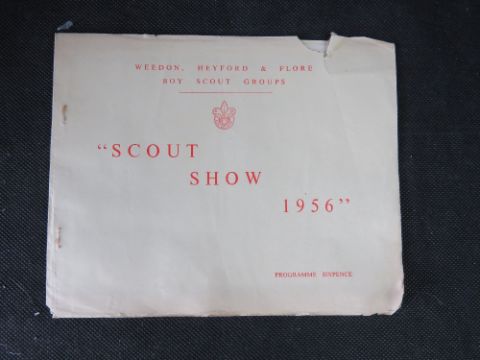 WEEDON, HEYFORD & FLORE
BOY SCOUT GROUPS
"SCOUT
SHOW
1956"
PROGRAMME SIXPENCE